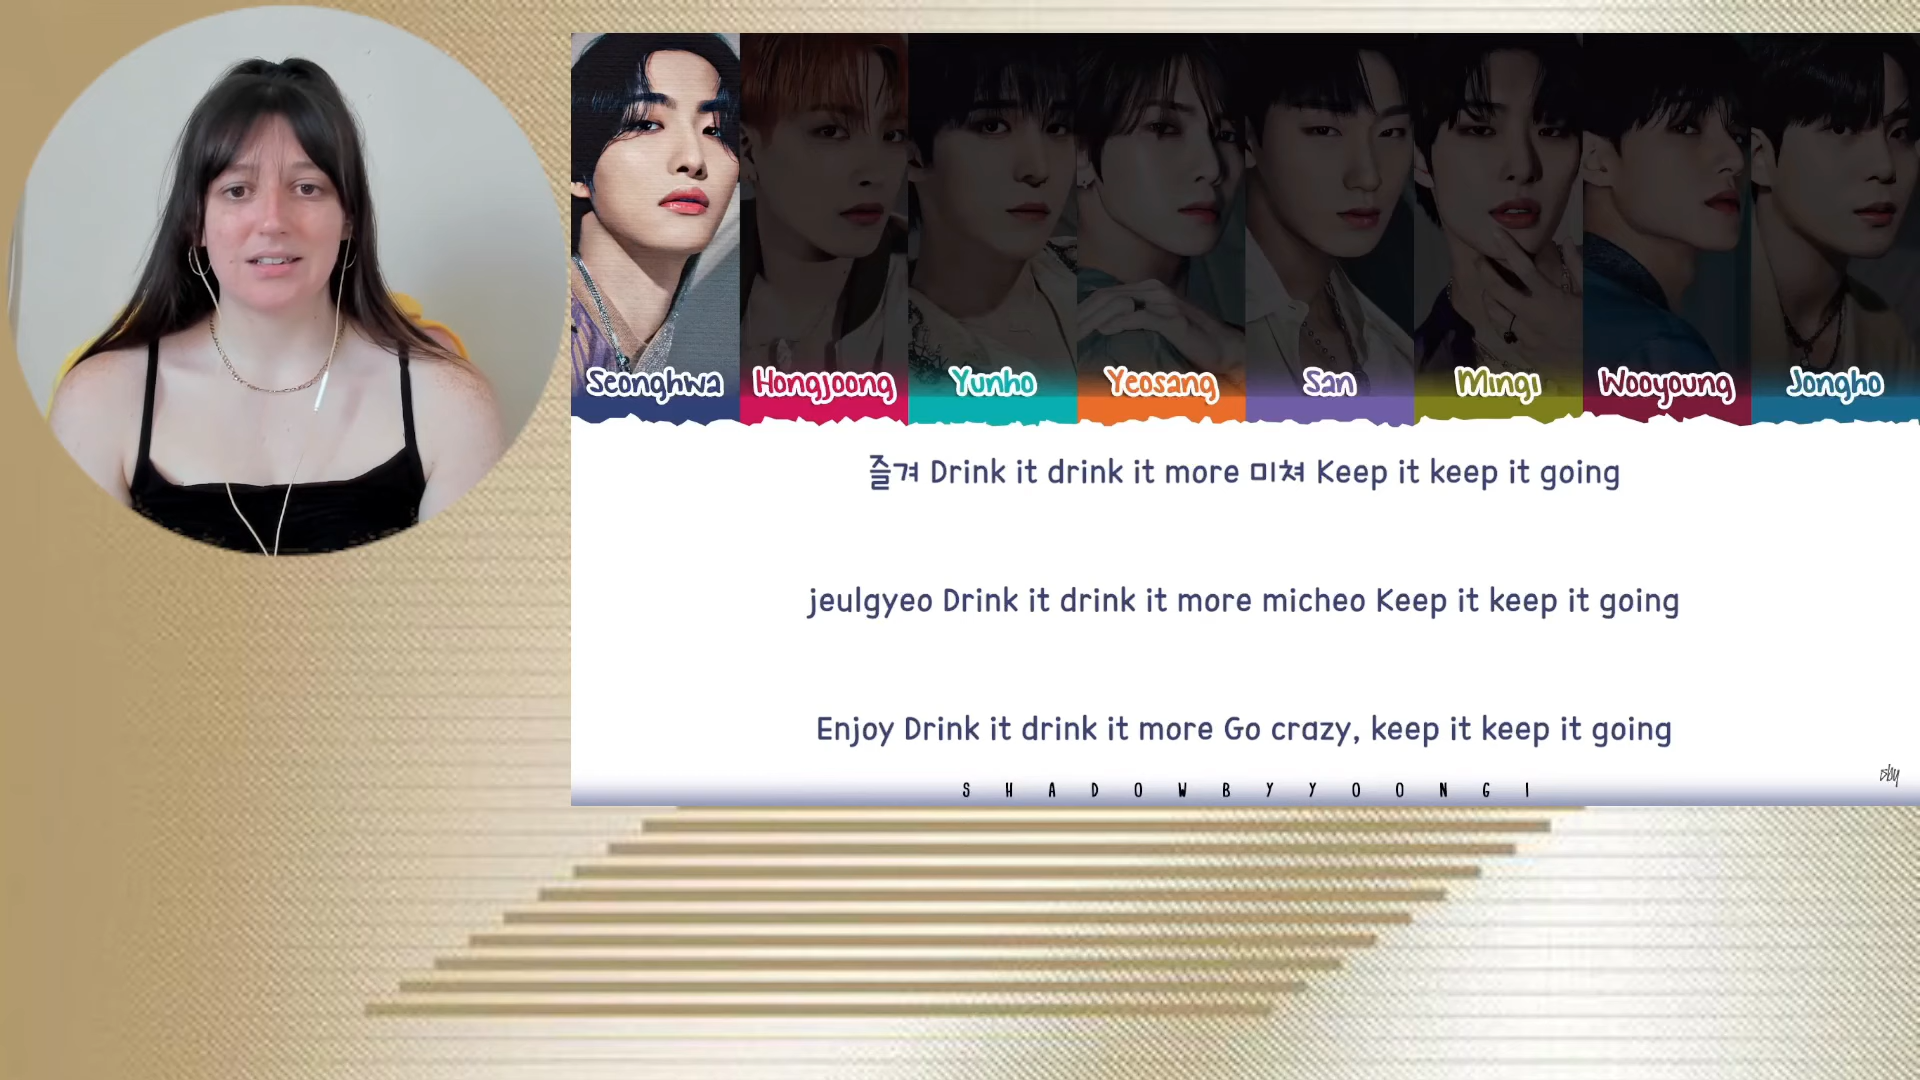 Seonghwa Hongjoong Yunho Yeosang San Mingi Wooyoung Jongho
즐겨 Drink it drink it more 미쳐 Keep it keep it going
jeulgyeo Drink it drink it more micheo Keep it keep it going
Enjoy Drink it drink it more Go crazy, keep it keep it going
SHADOWBYYOONGI
sby